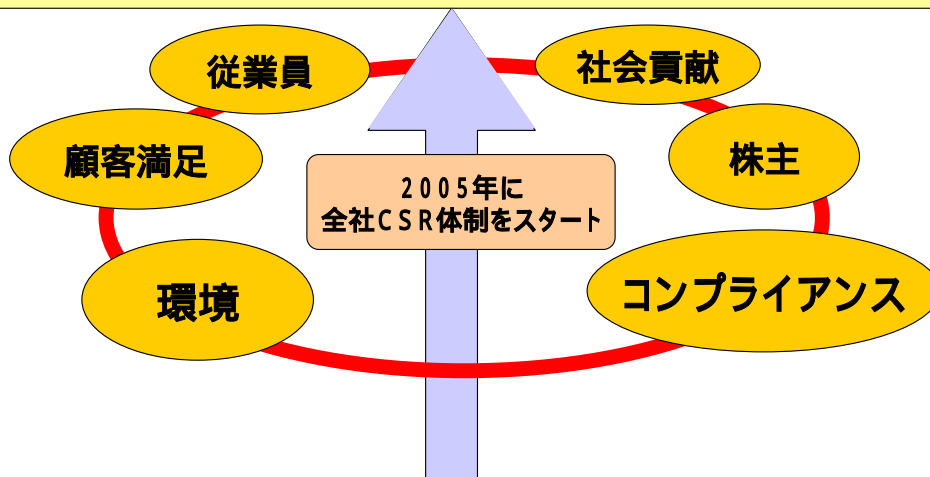 従業員
社会貢献
顧客満足
株主
2005年に
全社CSR体制をスタート
環境
コンプライアンス